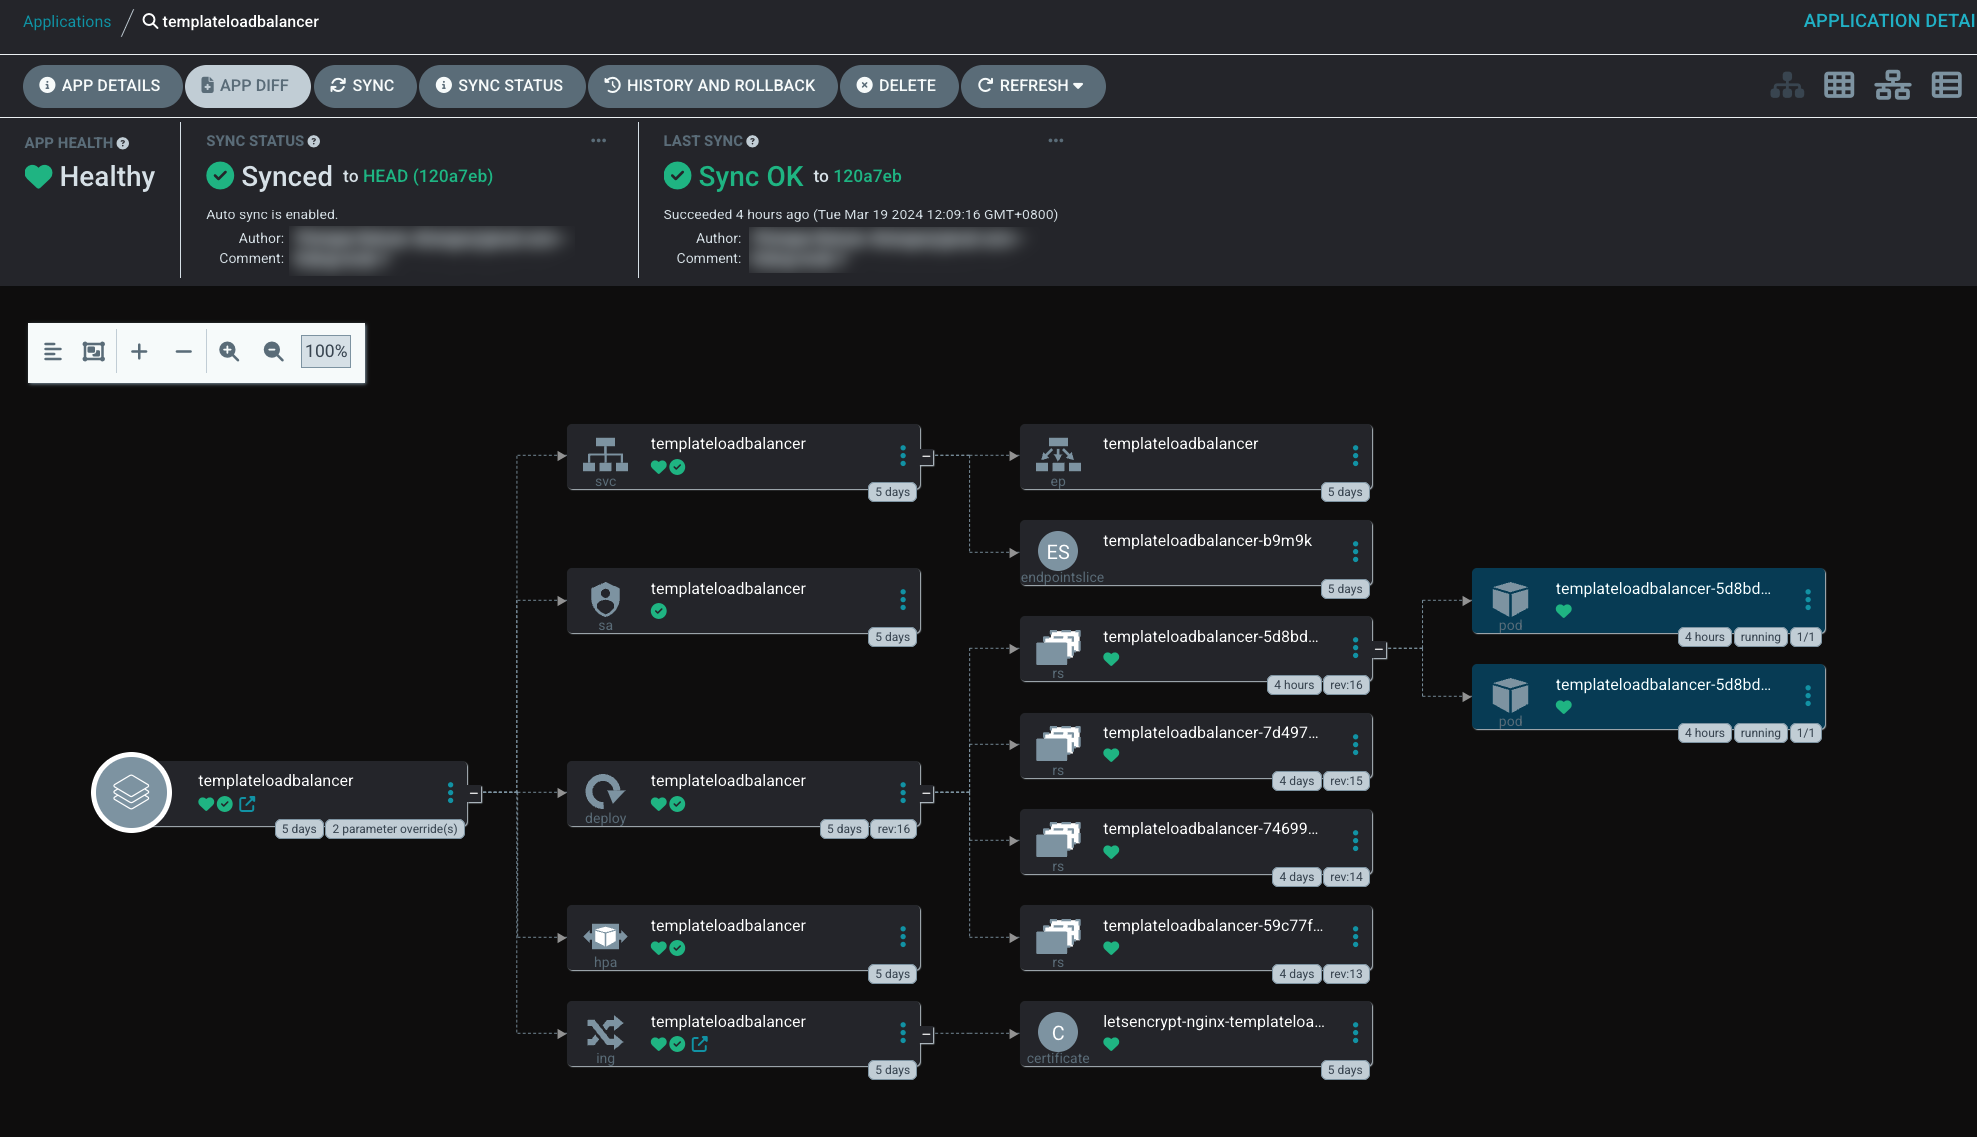 Applications / templateloadbalancer
APPLICATION DETAI
APP DETAILS
APP DIFF
SYNC
SYNC STATUS
HISTORY AND ROLLBACK
DELETE
REFRESH
APP HEALTH
Healthy
SYNC STATUS
Synced to HEAD (120a7eb)
Auto sync is enabled.
Author:
Comment:
LAST SYNC
Sync OK to 120a7eb
Succeeded 4 hours ago (Tue Mar 19 2024 12:09:16 GMT+0800)
Author:
Comment:
100%
templateloadbalancer
5 days
2 parameter override(s)
templateloadbalancer
svc
5 days
templateloadbalancer
sa
5 days
templateloadbalancer
deploy
5 days
rev:16
templateloadbalancer
hpa
5 days
templateloadbalancer
ing
5 days
templateloadbalancer
ep
5 days
ES
templateloadbalancer-b9m9k
endpointslice
5 days
templateloadbalancer-5d8bd...
rs
4 hours
rev:16
templateloadbalancer-7d497...
rs
4 days
rev:15
templateloadbalancer-74699...
rs
4 days
rev:14
templateloadbalancer-59c77f...
rs
4 days
rev:13
C
letsencrypt-nginx-templateloa...
certificate
5 days
templateloadbalancer-5d8bd...
pod
4 hours
running
1/1
templateloadbalancer-5d8bd...
pod
4 hours
running
1/1